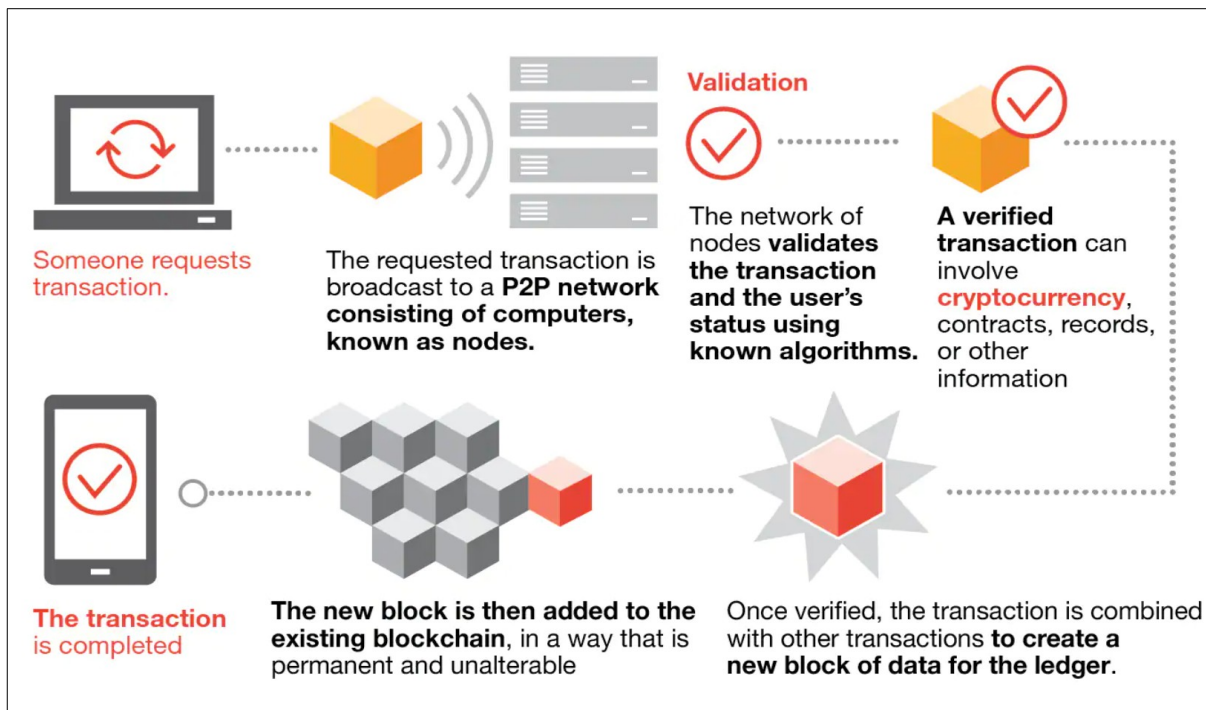 Someone requests
transaction.
The requested transaction is
broadcast to a P2P network
consisting of computers,
known as nodes.
Validation
The network of
nodes validates
the transaction
and the user's
status using
known algorithms.
A verified
transaction can
involve
cryptocurrency,
contracts, records,
or other
information
Once verified, the transaction is combined
with other transactions to create a
new block of data for the ledger.
The new block is then added to the
existing blockchain, in a way that is
permanent and unalterable
The transaction
is completed